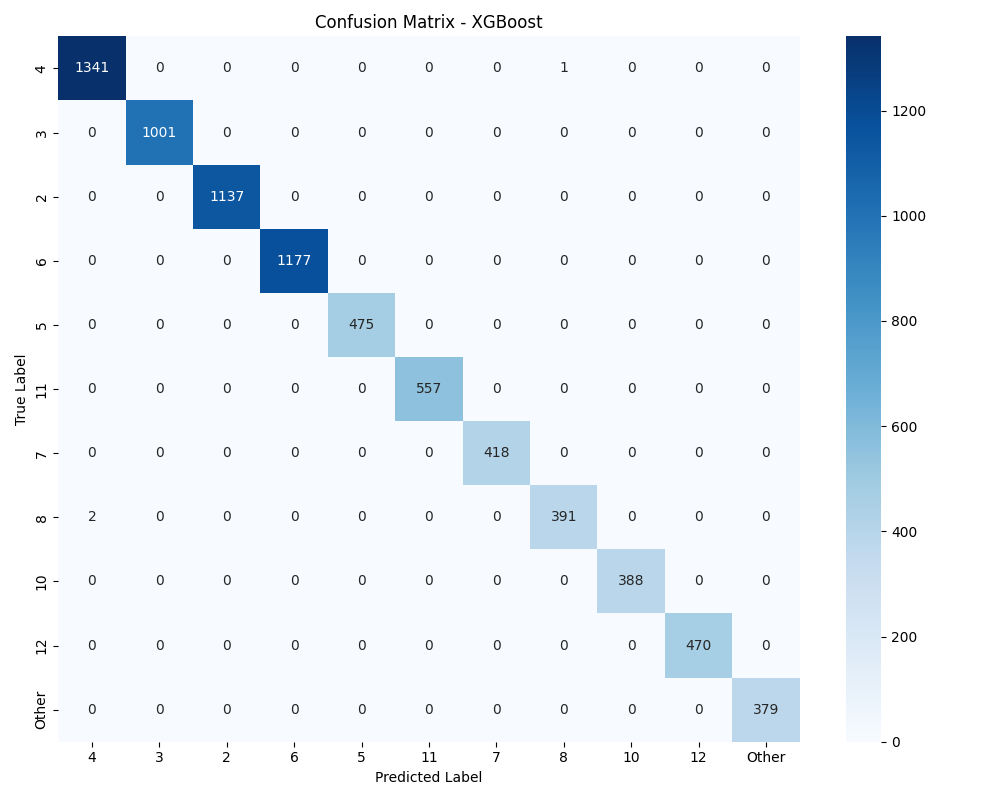 Confusion Matrix - XGBoost
4 1341 0 0 0 0 0 0 1 0 0 0
3 0 1001 0 0 0 0 0 0 0 0 0
2 0 0 1137 0 0 0 0 0 0 0 0
6 0 0 0 1177 0 0 0 0 0 0 0
5 0 0 0 0 475 0 0 0 0 0 0
11 0 0 0 0 0 557 0 0 0 0 0
7 0 0 0 0 0 0 418 0 0 0 0
8 2 0 0 0 0 0 0 391 0 0 0
10 0 0 0 0 0 0 0 0 388 0 0
12 0 0 0 0 0 0 0 0 0 470 0
Other 0 0 0 0 0 0 0 0 0 0 379
4 3 2 6 5 11 7 8 10 12 Other
Predicted Label
True Label
1200
1000
800
600
400
200
0